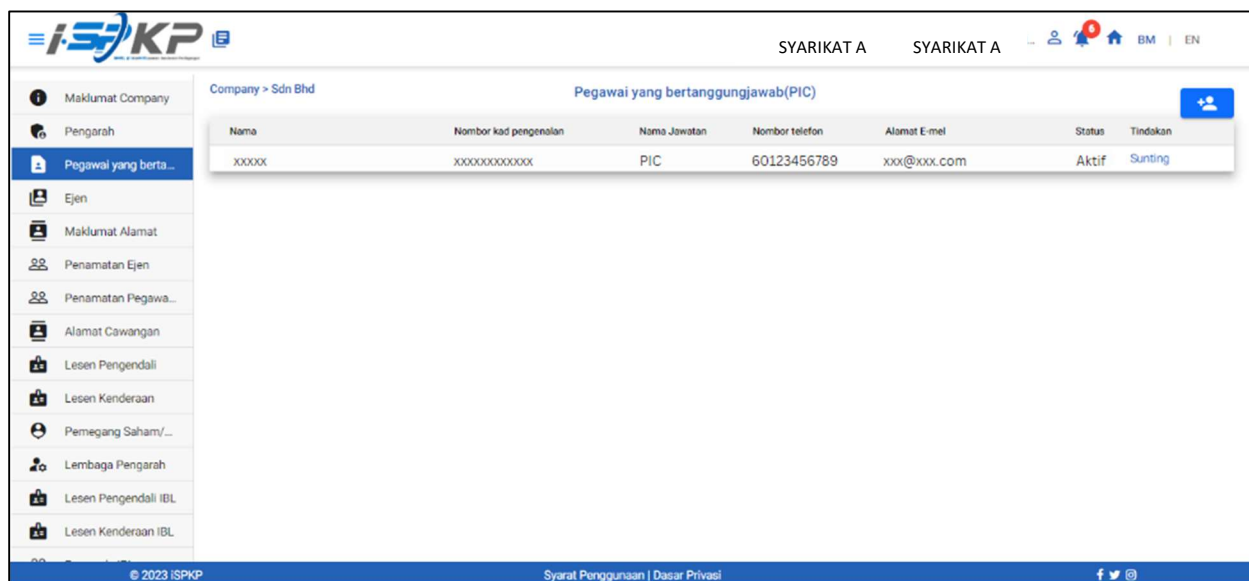 iSPKP
SYARIKAT A SYARIKAT A 6 BM | EN
Maklumat Company
Pengarah
Pegawai yang berta...
Ejen
Maklumat Alamat
Penamatan Ejen
Penamatan Pegawa...
Alamat Cawangan
Lesen Pengendali
Lesen Kenderaan
Pemegang Saham/...
Lembaga Pengarah
Lesen Pengendali IBL
Lesen Kenderaan IBL
Company > Sdn Bhd
Pegawai yang bertanggungjawab(PIC)
Nama Nombor kad pengenalan Nama Jawatan Nombor telefon Alamat E-mel Status Tindakan
xxxxx xxxxxxxxxxxx PIC 60123456789 xxx@xxx.com Aktif Sunting
© 2023 iSPKP Syarat Penggunaan | Dasar Privasi